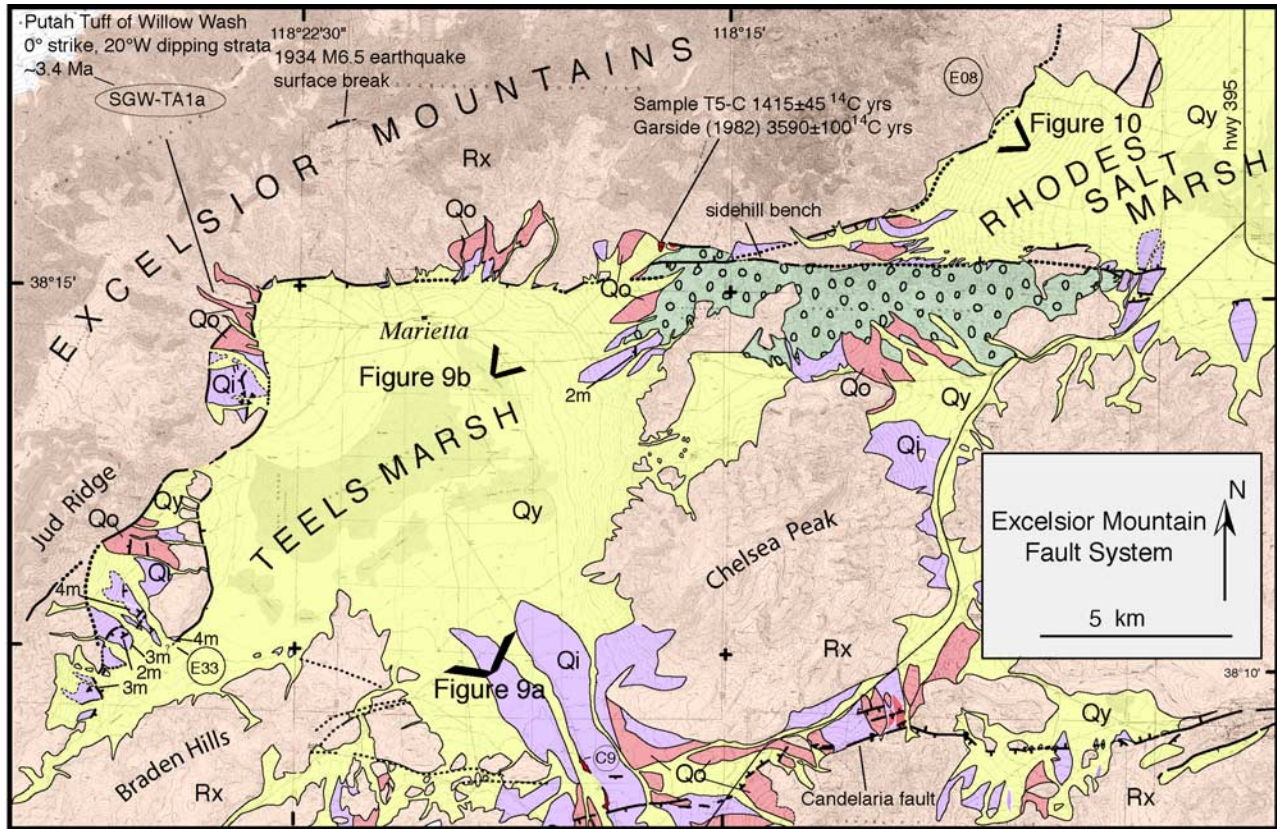 Putah Tuff of Willow Wash
0° strike, 20°W dipping strata
~3.4 Ma
SGW-TA1a
118°22'30"
1934 M6.5 earthquake
surface break
118°15'
E08
hwy 395
Sample T5-C 1415±45 ¹⁴C yrs
Garside (1982) 3590±100 ¹⁴C yrs
EXCELSIOR MOUNTAINS
Figure 10
Qy
RHODES
SALT
MARSH
Rx
Qo
sidehill bench
38°15'
Qo
Qo
Marietta
Figure 9b
2m
Qi
Qo
Qy
Qi
TEELS MARSH
Jud Ridge
Qy
Qo
Qy
Qi
4m
4m
3m
2m
3m
E33
Chelsea Peak
Excelsior Mountain
Fault System
N
5 km
Rx
Qi
Figure 9a
38°10'
Qy
Braden Hills
C9
Qo
Rx
Candelaria fault
Rx